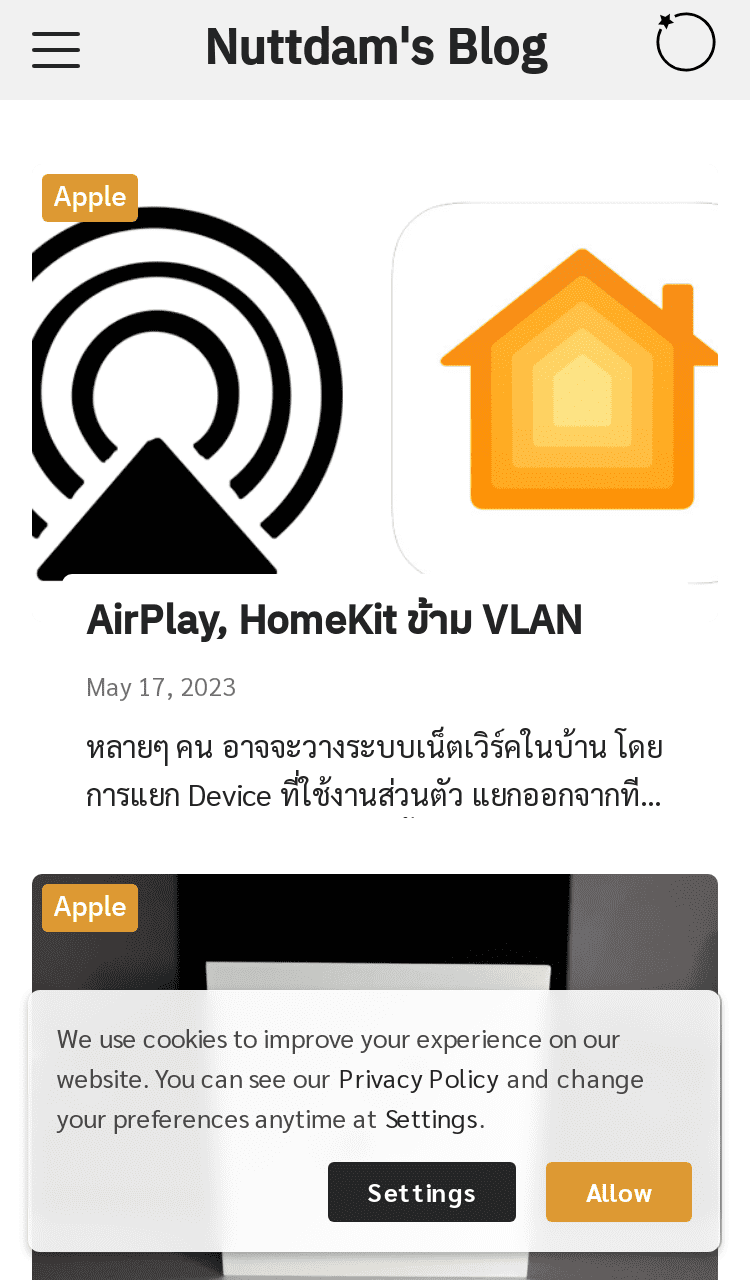 Nuttdam's Blog
Apple
AirPlay, HomeKit ข้าม VLAN
May 17, 2023
หลายๆ คน อาจจะวางระบบเน็ตเวิร์คในบ้าน โดย
การแยก Device ที่ใช้งานส่วนตัว แยกออกจากที่...
Apple
We use cookies to improve your experience on our
website. You can see our Privacy Policy and change
your preferences anytime at Settings.
Settings
Allow